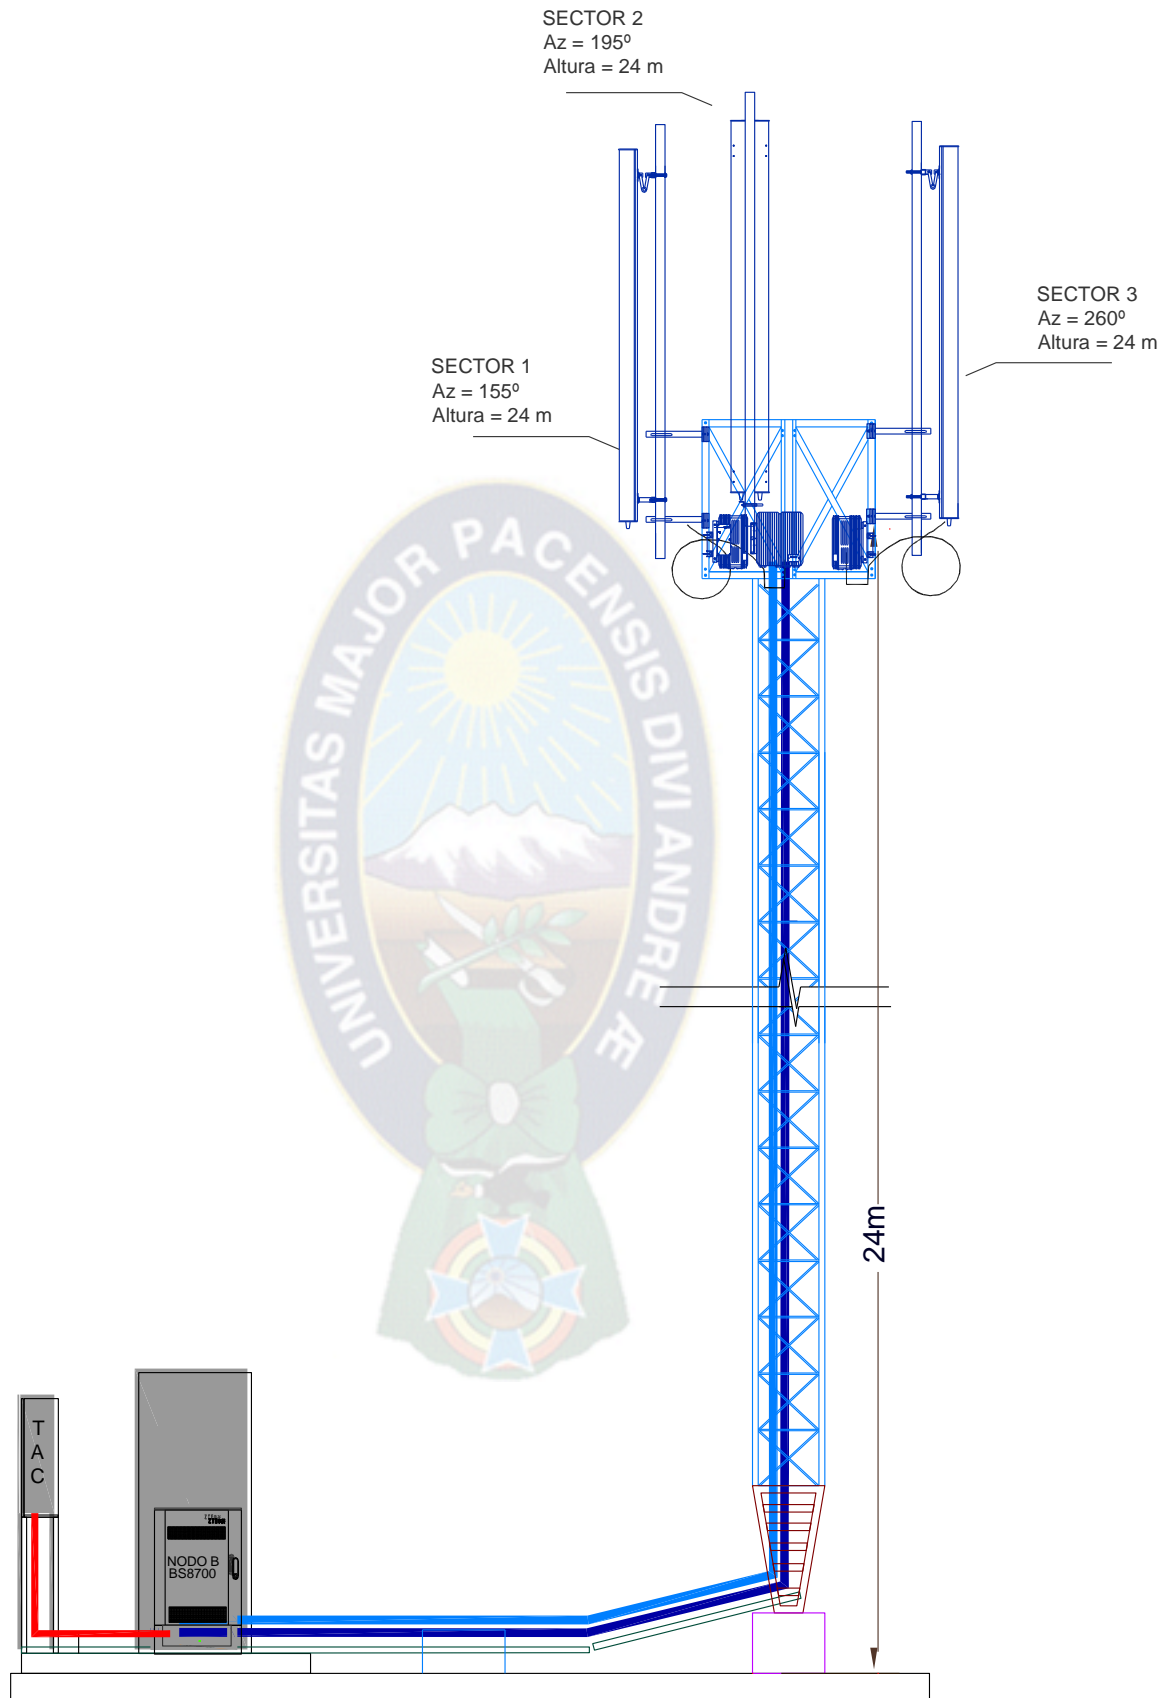 SECTOR 2
Az = 195º
Altura = 24 m
SECTOR 3
Az = 260º
Altura = 24 m
SECTOR 1
Az = 155º
Altura = 24 m
UNIVERSITAS MAJOR PACENSIS DIVI ANDRE Æ
24m
T
A
C
NODO B
BS8700